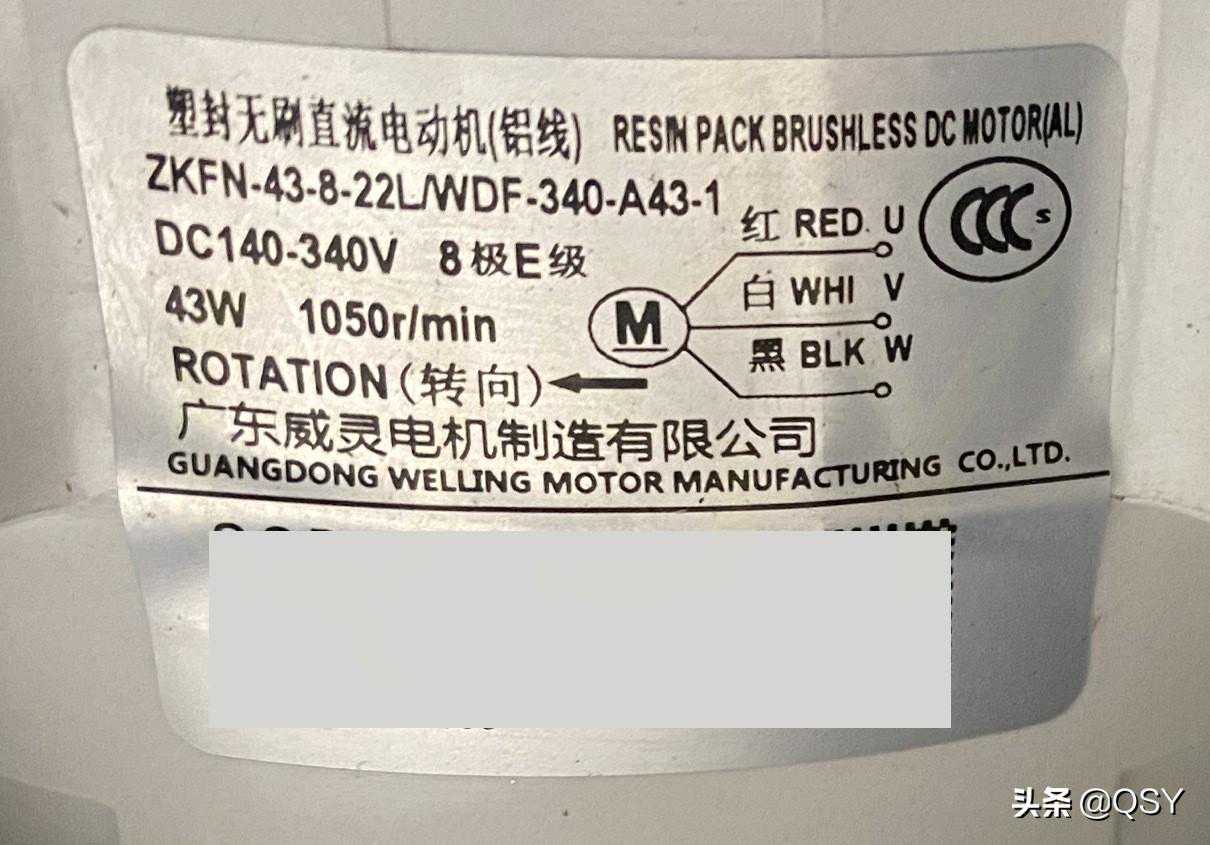 塑封无刷直流电动机(铝线) RESIN PACK BRUSHLESS DC MOTOR(AL)
ZKFN-43-8-22L/WDF-340-A43-1
CCC S
DC140-340V 8极E级
红 RED. U
43W 1050r/min
M
白 WHI V
黑 BLK W
ROTATION(转向)
广东威灵电机制造有限公司
GUANGDONG WELLING MOTOR MANUFACTURING CO.,LTD.
头条 @QSY